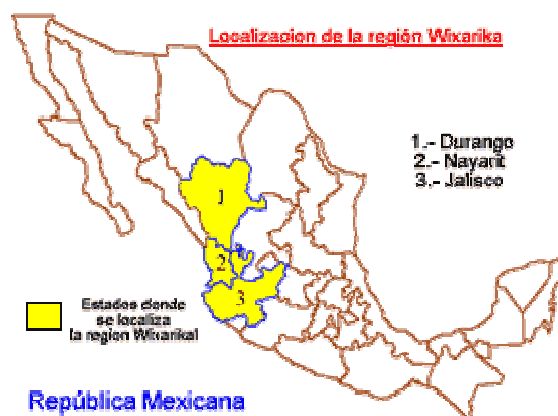 Localizacion de la región Wixarika
1.- Durango
2.- Nayarit
3.- Jalisco
1
2
3
Estados donde
se localiza
la region Wixarikal
República Mexicana